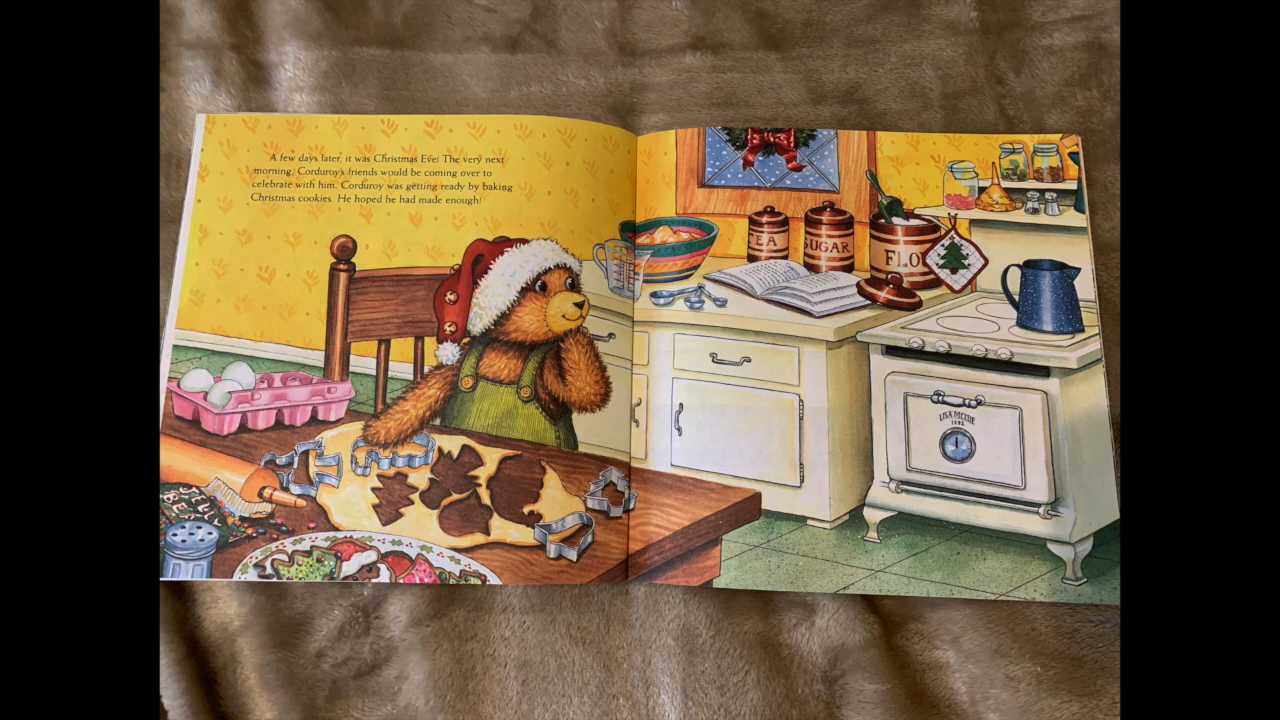 A few days later, it was Christmas Eve! The very next
morning, Corduroy's friends would be coming over to
celebrate with him. Corduroy was getting ready by baking
Christmas cookies. He hoped he had made enough!
TEA
SUGAR
FLO
LISA MCCUE
JELLY